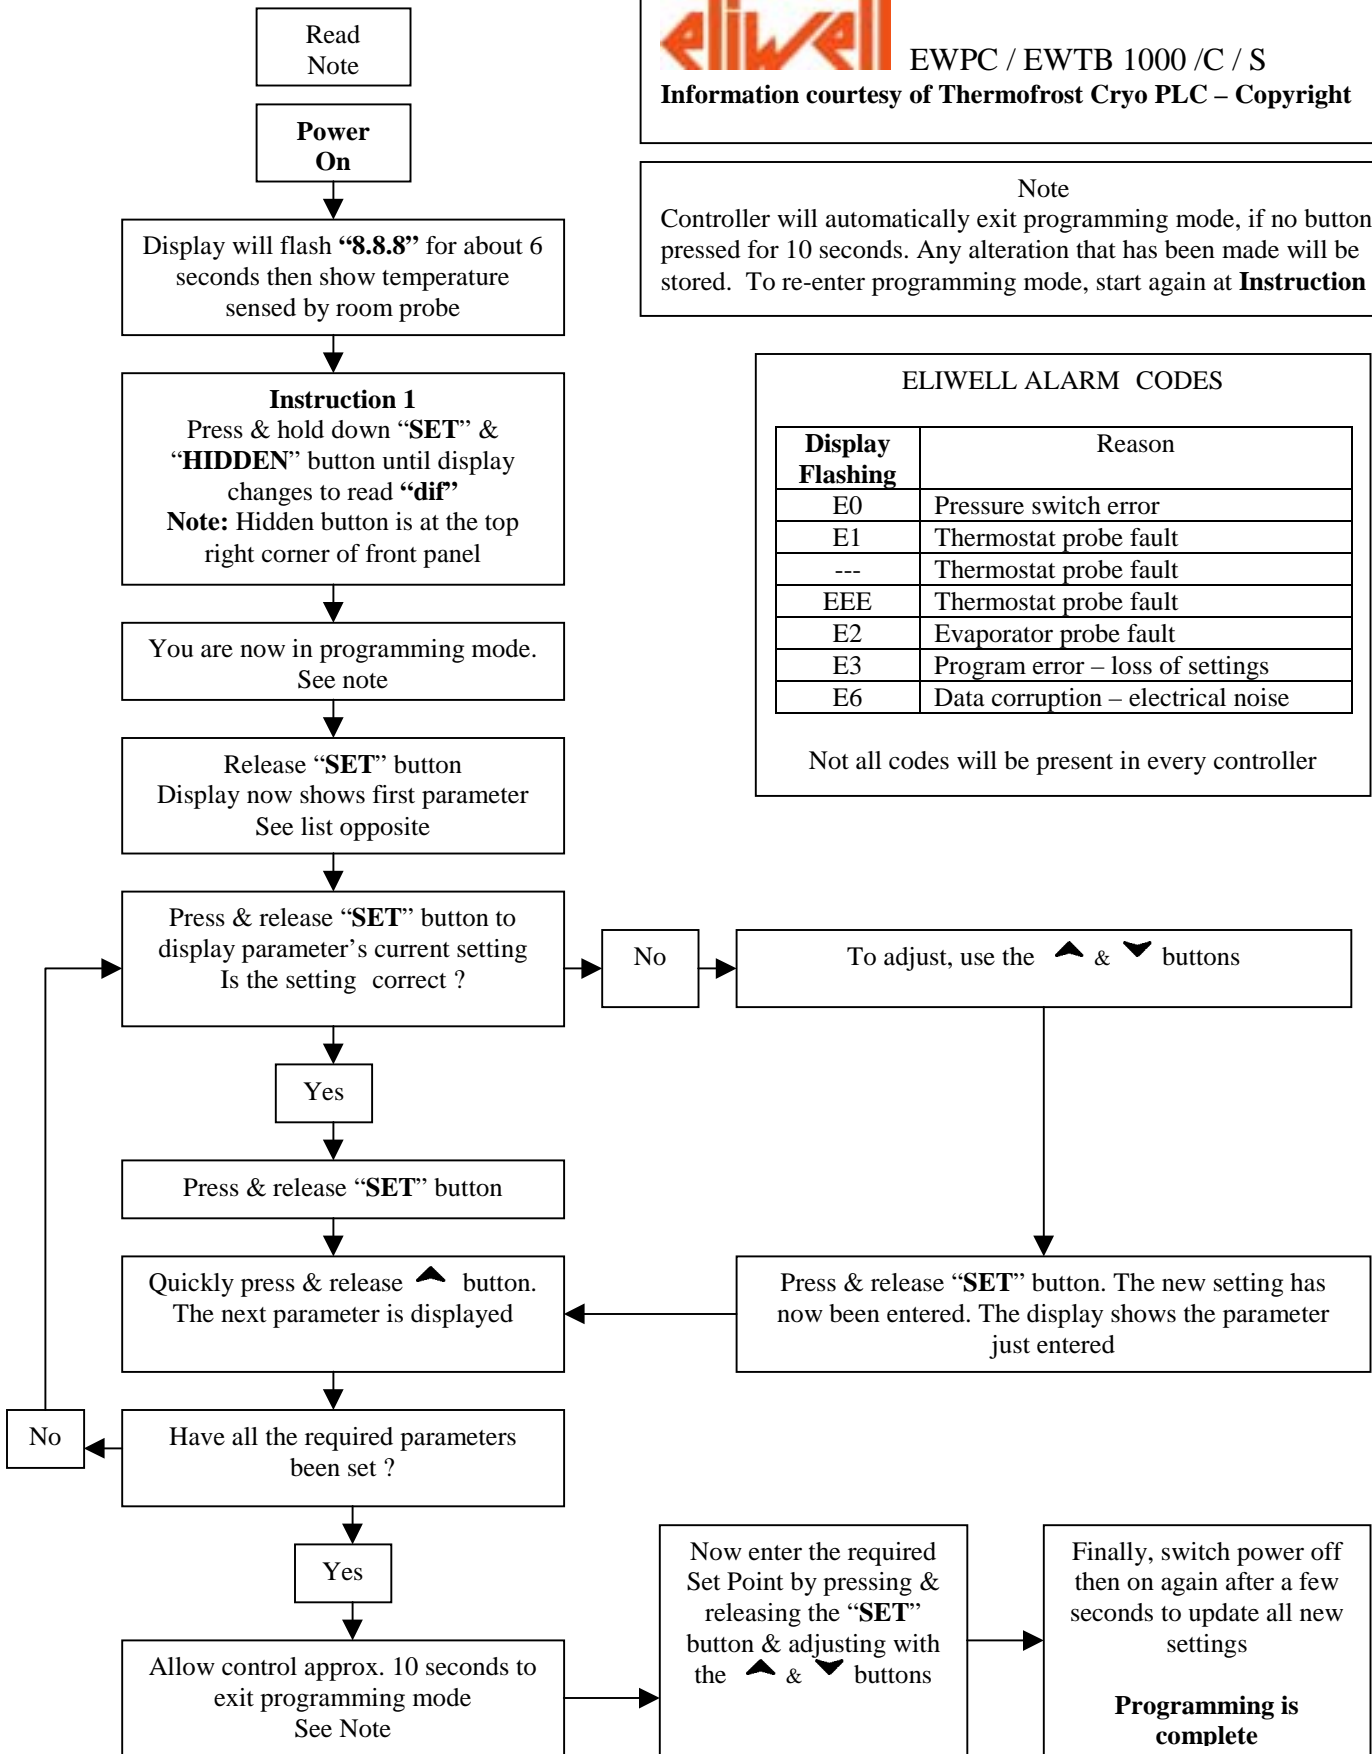 Read
Note
eliwell EWPC / EWTB 1000 /C / S
Information courtesy of Thermofrost Cryo PLC – Copyright
Power
On
Note
Controller will automatically exit programming mode, if no button
pressed for 10 seconds. Any alteration that has been made will be
stored. To re-enter programming mode, start again at Instruction
Display will flash “8.8.8” for about 6
seconds then show temperature
sensed by room probe
Instruction 1
Press & hold down “SET” &
“HIDDEN” button until display
changes to read “dif”
Note: Hidden button is at the top
right corner of front panel
ELIWELL ALARM CODES
Display
Flashing
Reason
E0 Pressure switch error
E1 Thermostat probe fault
--- Thermostat probe fault
EEE Thermostat probe fault
E2 Evaporator probe fault
E3 Program error – loss of settings
E6 Data corruption – electrical noise
Not all codes will be present in every controller
You are now in programming mode.
See note
Release “SET” button
Display now shows first parameter
See list opposite
Press & release “SET” button to
display parameter’s current setting
Is the setting correct ?
No
To adjust, use the & buttons
Yes
Press & release “SET” button
Quickly press & release button.
The next parameter is displayed
Press & release “SET” button. The new setting has
now been entered. The display shows the parameter
just entered
No
Have all the required parameters
been set ?
Yes
Allow control approx. 10 seconds to
exit programming mode
See Note
Now enter the required
Set Point by pressing &
releasing the “SET”
button & adjusting with
the & buttons
Finally, switch power off
then on again after a few
seconds to update all new
settings
Programming is
complete